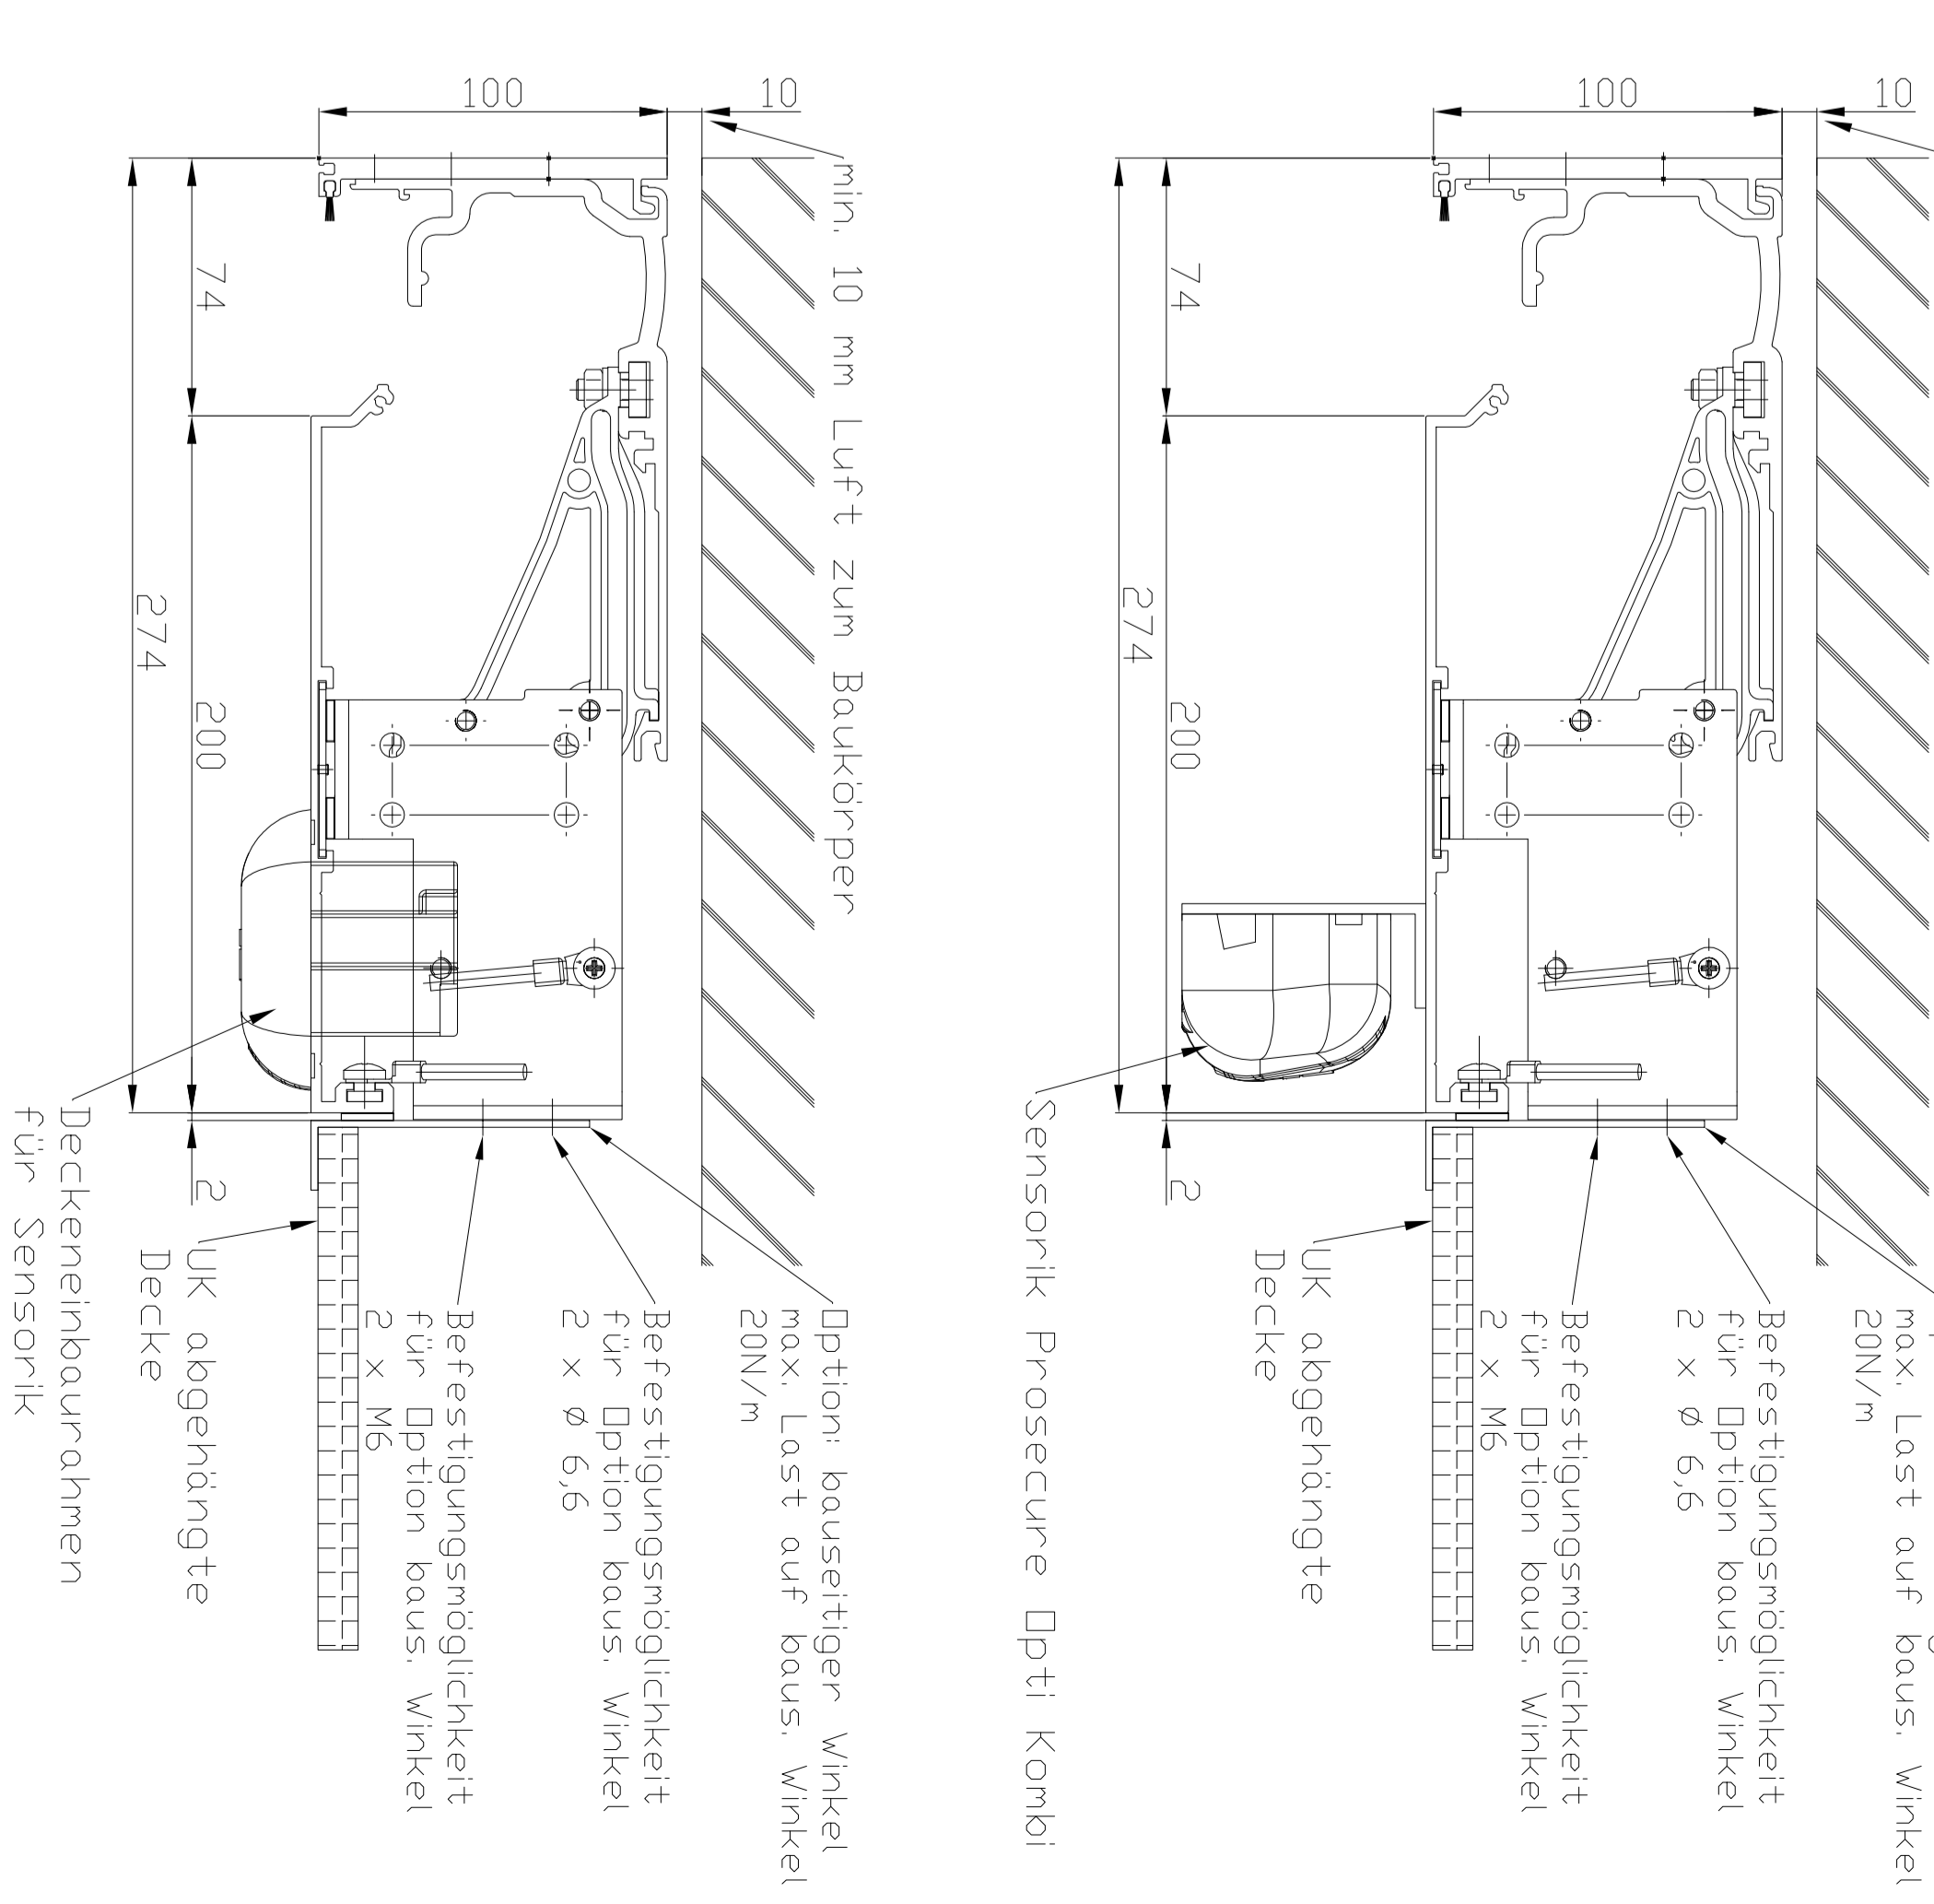 100
10
74
274
200
2
min. 10 mm Luft zum Baukörper
Option: bauseitiger Winkel
max. Last auf baus. Winkel
20N/m
Befestigungsmöglichkeit
für Option baus. Winkel
2 x Ø 6,6
Befestigungsmöglichkeit
für Option baus. Winkel
2 x M6
UK abgehängte
Decke
Deckeneinbaurahmen
für Sensorik
100
10
74
274
200
2
max. Last auf baus. Winkel
20N/m
Befestigungsmöglichkeit
für Option baus. Winkel
2 x Ø 6,6
Befestigungsmöglichkeit
für Option baus. Winkel
2 x M6
UK abgehängte
Decke
Sensorik Prosecure Opti Kombi